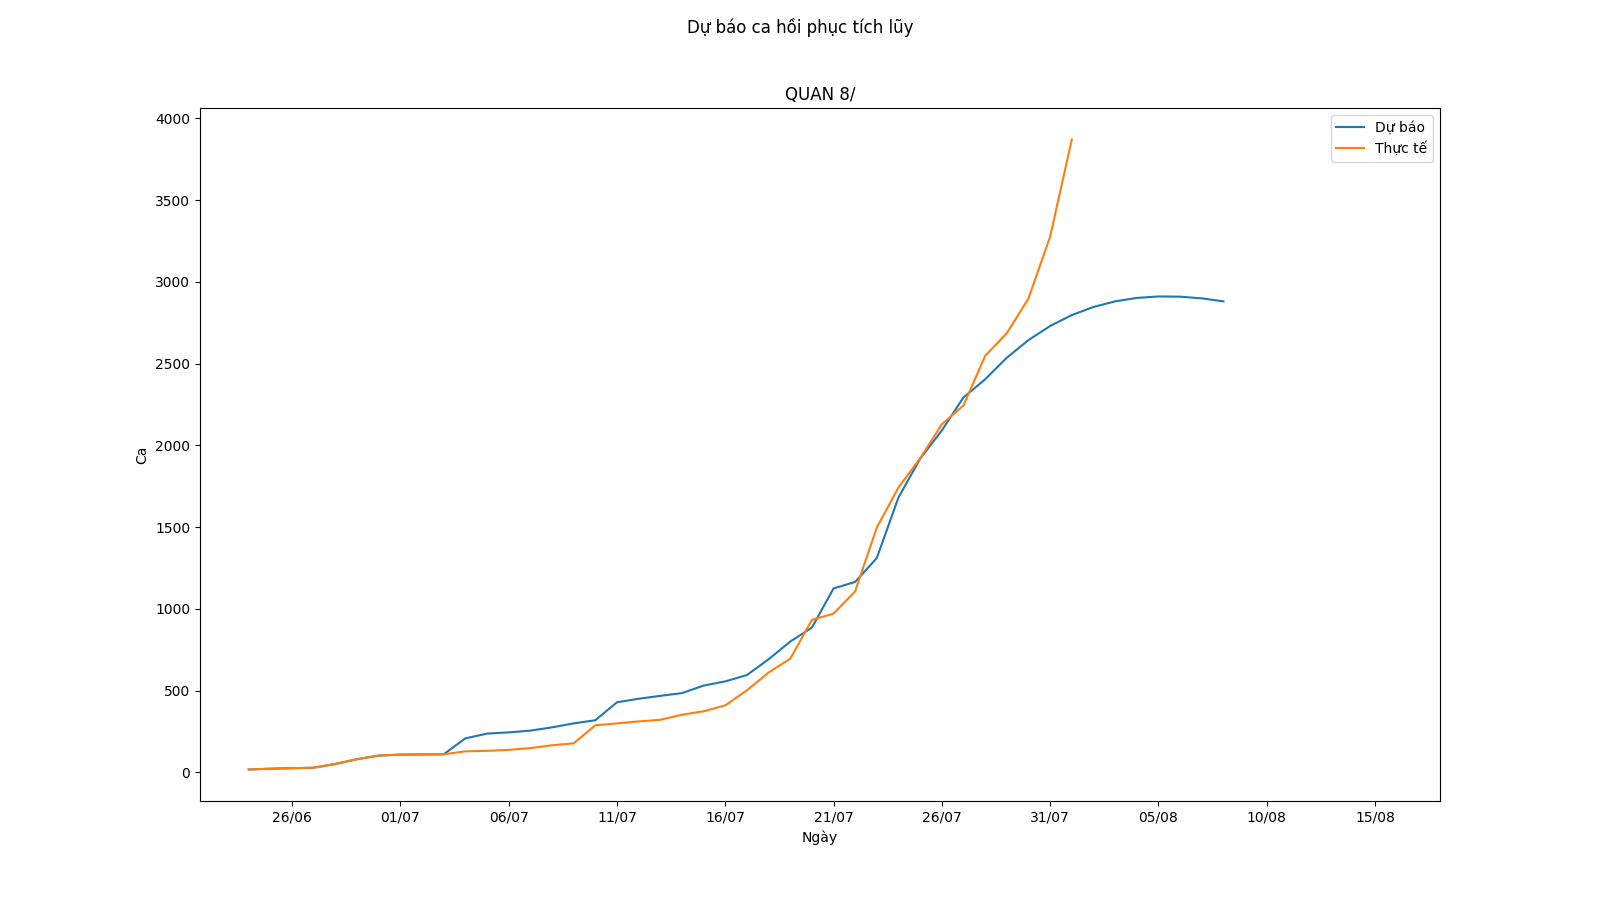 Dự báo ca hồi phục tích lũy
QUAN 8/
Dự báo
Thực tế
4000
3500
3000
2500
2000
1500
1000
500
0
Ca
26/06 01/07 06/07 11/07 16/07 21/07 26/07 31/07 05/08 10/08 15/08
Ngày